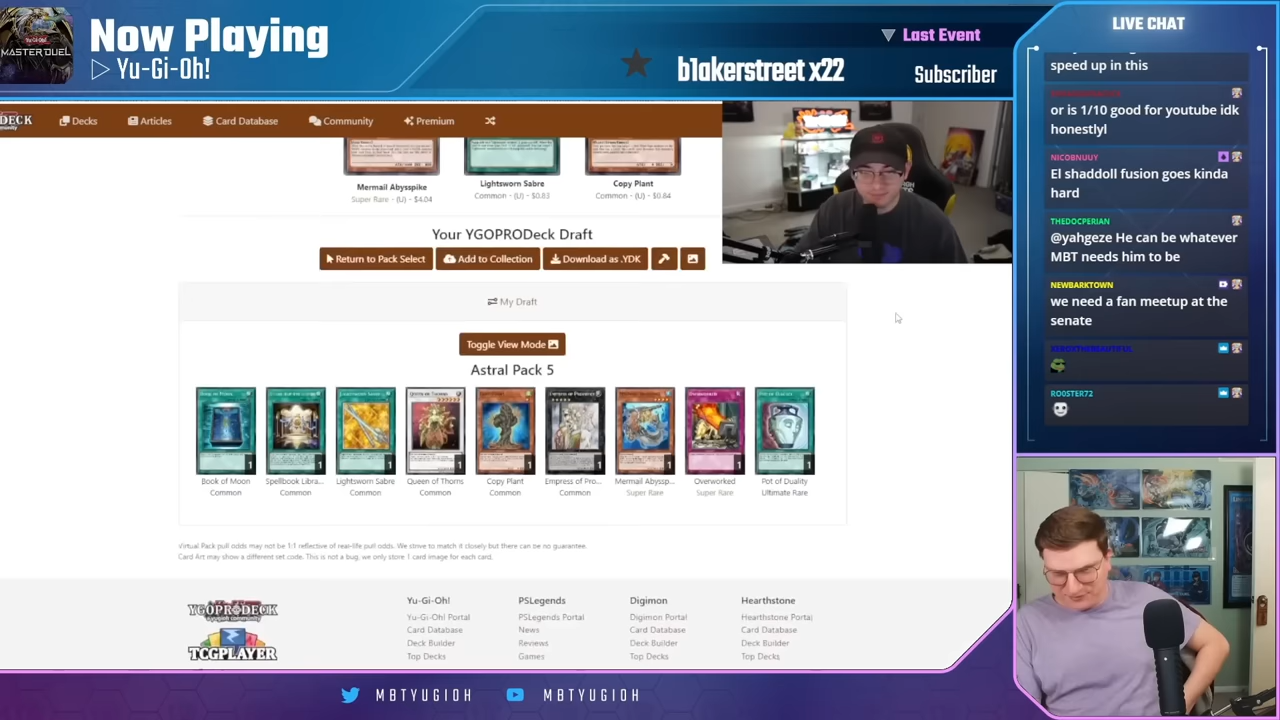 Now Playing
Yu-Gi-Oh!
MASTER DUEL
Last Event
b1akerstreet x22
Subscriber
LIVE CHAT
speed up in this
or is 1/10 good for youtube idk
honestlyl
NICOBNUUY
El shaddoll fusion goes kinda
hard
THEDOCPERIAN
@yahgeze He can be whatever
MBT needs him to be
NEWBARKTOWN
we need a fan meetup at the
senate
ROOSTER72
DECK
Decks
Articles
Card Database
Community
Premium
Mermail Abysspike
Super Rare - (U) - $4.04
Lightsworn Sabre
Common - (U) - $0.83
Copy Plant
Common - (U) - $0.84
Your YGOPRODeck Draft
Return to Pack Select
Add to Collection
Download as .YDK
My Draft
Toggle View Mode
Astral Pack 5
Book of Moon
Common
Spellbook Libra...
Common
Lightsworn Sabre
Common
Queen of Thorns
Common
Copy Plant
Common
Empress of Pro...
Common
Mermail Abyssp...
Super Rare
Overworked
Super Rare
Pot of Duality
Ultimate Rare
Virtual Pack pull odds may not be 1:1 reflective of rear-life pull odds. We strive to match it closely but there can be no guarantee.
Card Art may show a different set code. This is not a bug, we only store 1 card image for each card.
YGOPRODECK
TCGPLAYER
Yu-Gi-Oh!
Yu-Gi-Oh! Portal
Card Database
Deck Builder
Top Decks
PSLegends
PSLegends Portal
News
Reviews
Games
Digimon
Digimon Portal
Card Database
Deck Builder
Top Decks
Hearthstone
Hearthstone Portal
Card Database
Deck Builder
Top Decks
MBTYUGIOH
MBTYUGIOH